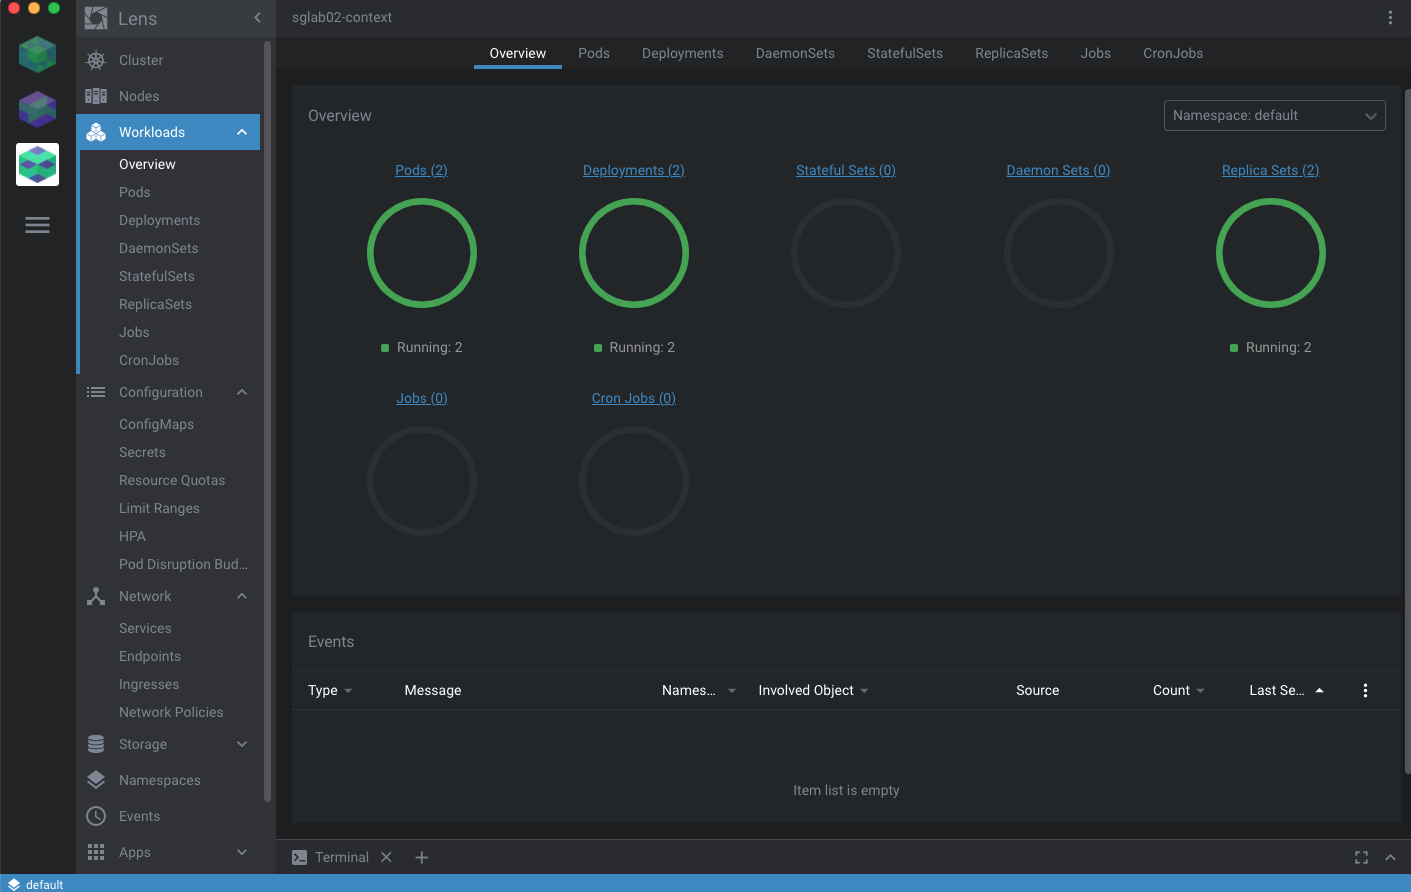 Lens
sglab02-context
Cluster
Nodes
Workloads
Overview
Pods
Deployments
DaemonSets
StatefulSets
ReplicaSets
Jobs
CronJobs
Configuration
ConfigMaps
Secrets
Resource Quotas
Limit Ranges
HPA
Pod Disruption Bud...
Network
Services
Endpoints
Ingresses
Network Policies
Storage
Namespaces
Events
Apps
Overview Pods Deployments DaemonSets StatefulSets ReplicaSets Jobs CronJobs
Overview
Namespace: default
Pods (2) Deployments (2) Stateful Sets (0) Daemon Sets (0) Replica Sets (2)
Running: 2 Running: 2 Running: 2
Jobs (0) Cron Jobs (0)
Events
Type Message Names... Involved Object Source Count Last Se...
Item list is empty
Terminal
default